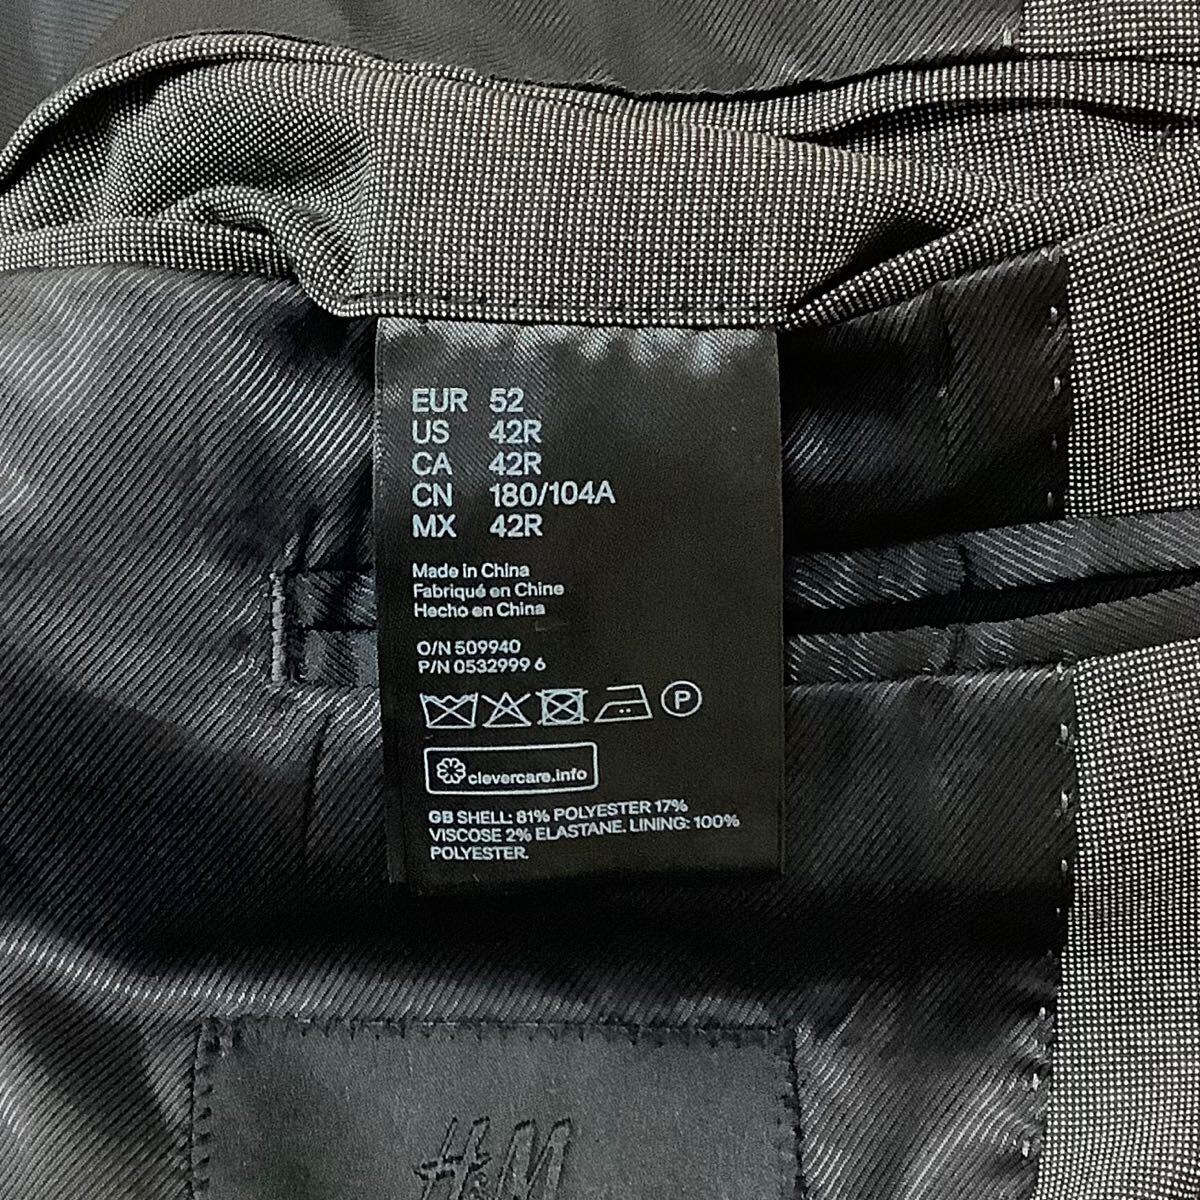 EUR 52
US 42R
CA 42R
CN 180/104A
MX 42R
Made in China
Fabriqué en Chine
Hecho en China
O/N 509940
P/N 0532999 6
P
clevercare.info
GB SHELL: 81% POLYESTER 17%
VISCOSE 2% ELASTANE. LINING: 100%
POLYESTER.
H&M